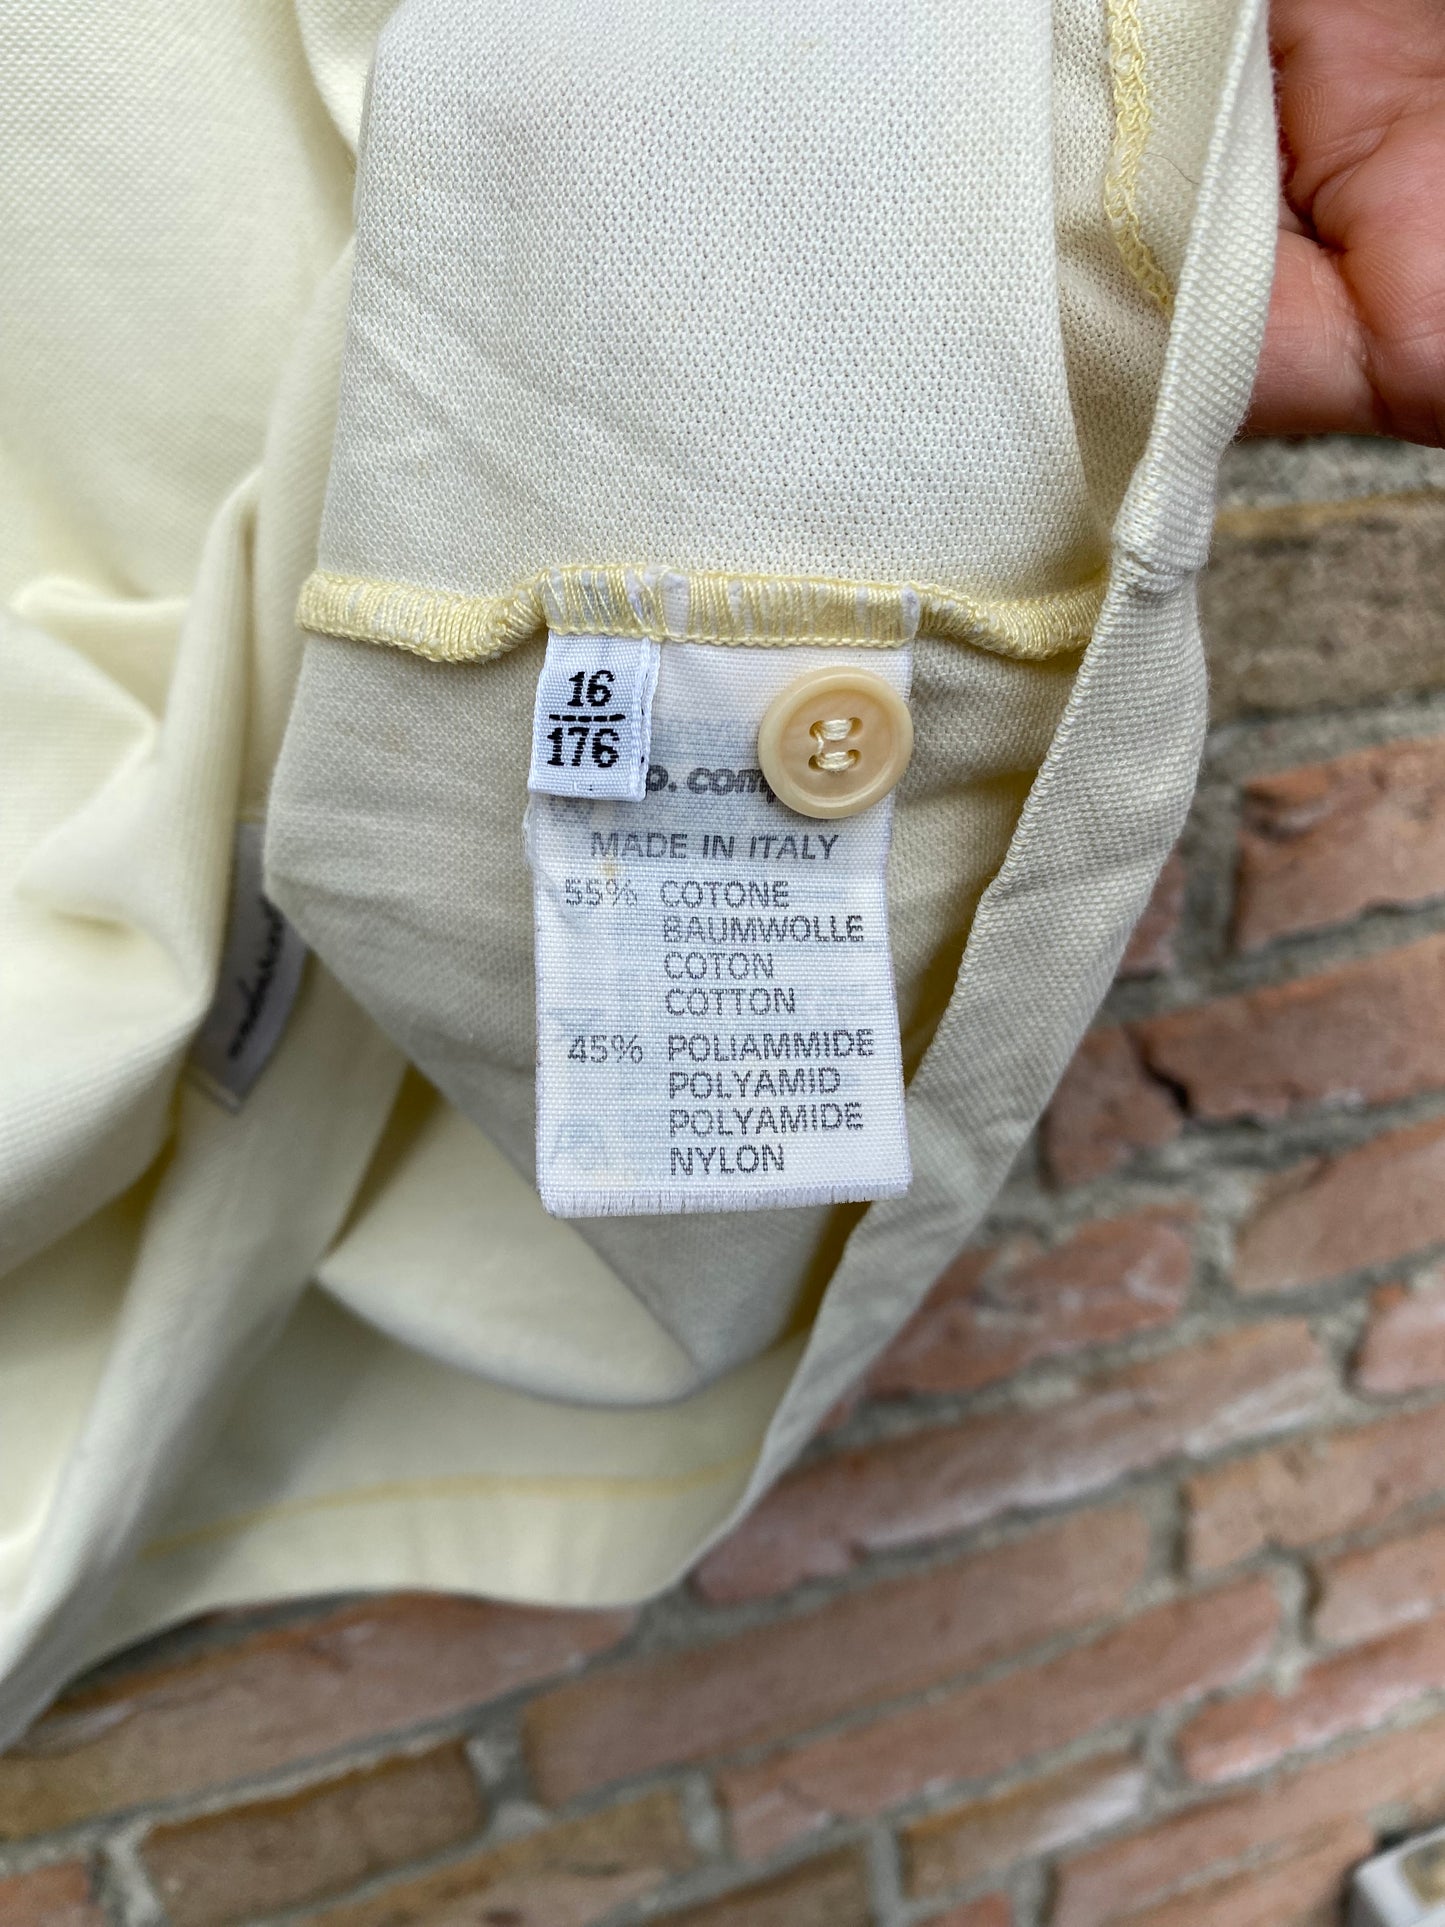 16
176
MADE IN ITALY
55% COTONE
BAUMWOLLE
COTON
COTTON
45% POLIAMMIDE
POLYAMID
POLYAMIDE
NYLON